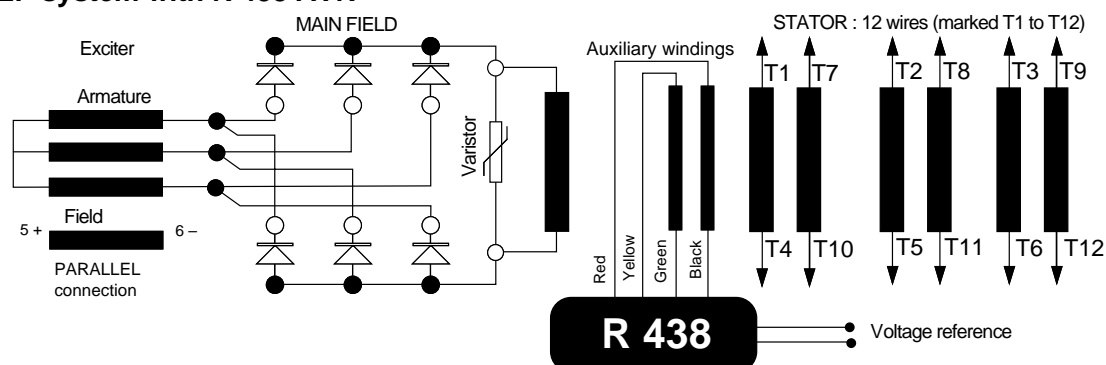 MAIN FIELD
STATOR : 12 wires (marked T1 to T12)
Exciter
Auxiliary windings
T1 T7 T2 T8 T3 T9
Armature
Varistor
Field
5 + 6 –
T4 T10 T5 T11 T6 T12
PARALLEL
connection
Red
Yellow
Green
Black
R 438
Voltage reference